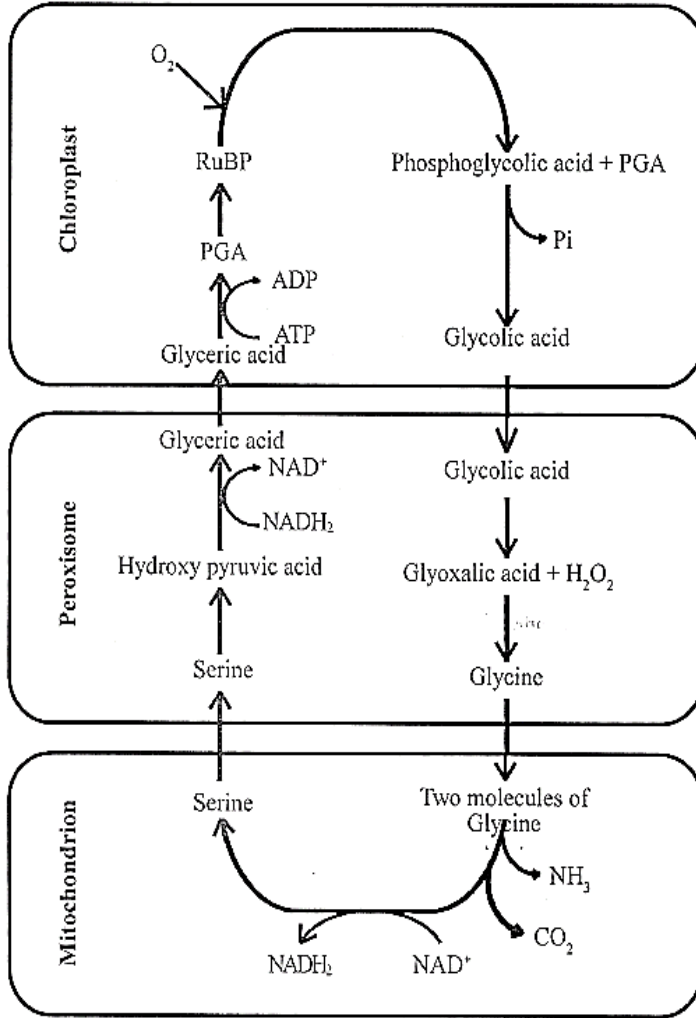 Chloroplast
O₂
RuBP
Phosphoglycolic acid + PGA
Pi
PGA
ADP
ATP
Glyceric acid
Glycolic acid
Peroxisome
Glyceric acid
NAD⁺
NADH₂
Glycolic acid
Hydroxy pyruvic acid
Glyoxalic acid + H₂O₂
Serine
Glycine
Mitochondrion
Serine
Two molecules of
Glycine
NH₃
CO₂
NADH₂
NAD⁺